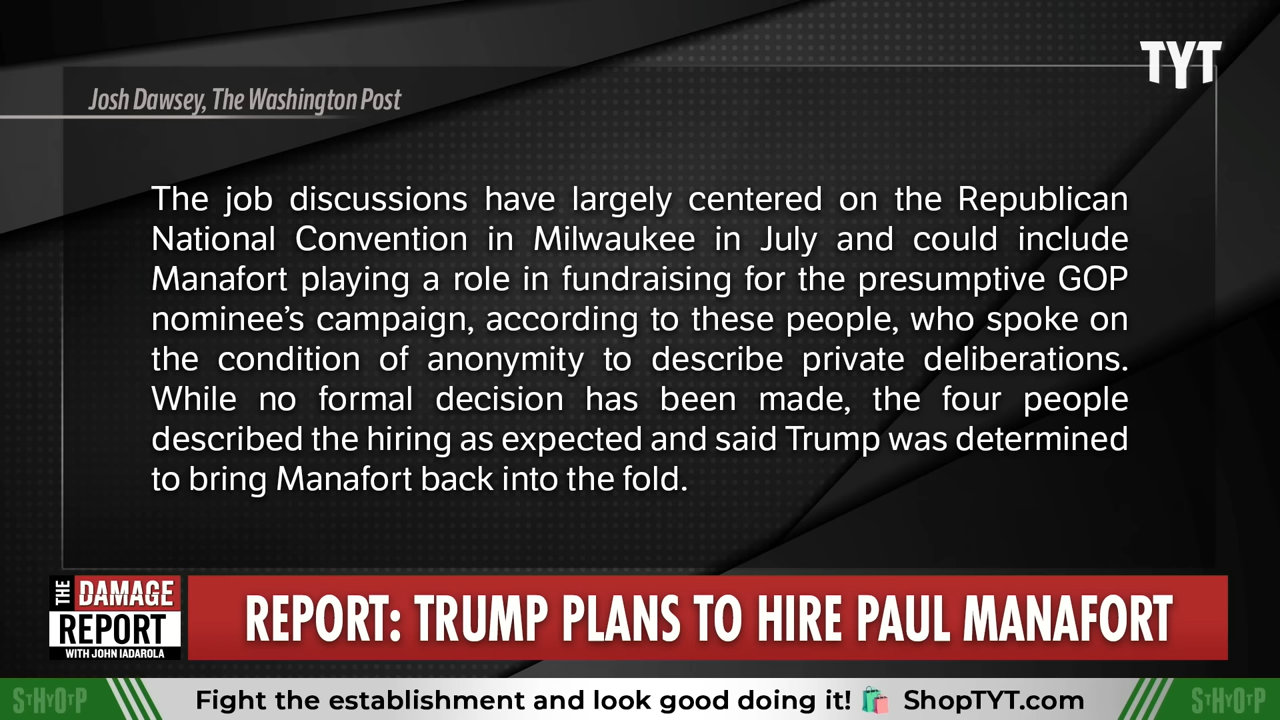 TYT
Josh Dawsey, The Washington Post
The job discussions have largely centered on the Republican
National Convention in Milwaukee in July and could include
Manafort playing a role in fundraising for the presumptive GOP
nominee’s campaign, according to these people, who spoke on
the condition of anonymity to describe private deliberations.
While no formal decision has been made, the four people
described the hiring as expected and said Trump was determined
to bring Manafort back into the fold.
THE DAMAGE
REPORT
WITH JOHN IADAROLA
REPORT: TRUMP PLANS TO HIRE PAUL MANAFORT
Fight the establishment and look good doing it! 🛍️ ShopTYT.com